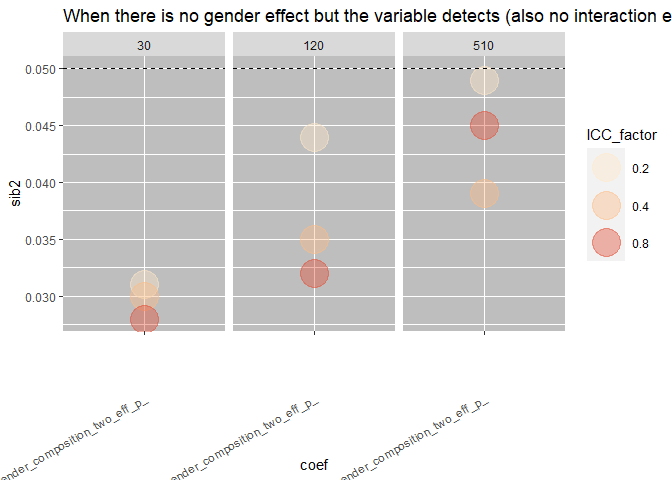 When there is no gender effect but the variable detects (also no interaction e
30
120
510
0.050
0.045
0.040
0.035
0.030
sib2
ender_composition_two_eff_p_
ender_composition_two_eff_p_
ender_composition_two_eff_p_
coef
ICC_factor
0.2
0.4
0.8